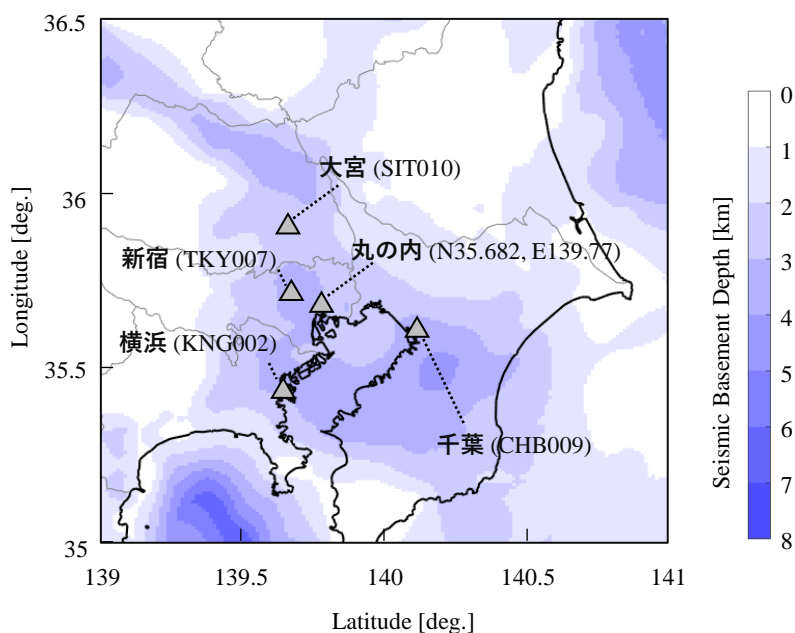 36.5
36
35.5
35
139
139.5
140
140.5
141
Longitude [deg.]
Latitude [deg.]
大宮 (SIT010)
新宿 (TKY007)
丸の内 (N35.682, E139.77)
横浜 (KNG002)
千葉 (CHB009)
0
1
2
3
4
5
6
7
8
Seismic Basement Depth [km]